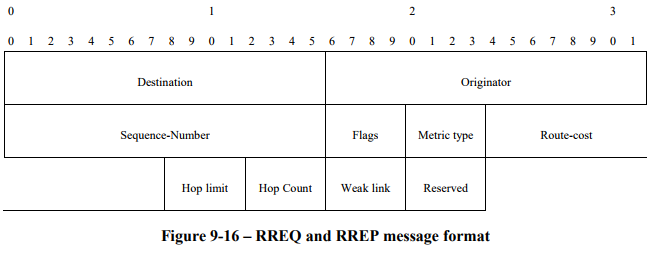 0 1 2 3
0 1 2 3 4 5 6 7 8 9 0 1 2 3 4 5 6 7 8 9 0 1 2 3 4 5 6 7 8 9 0 1
Destination Originator
Sequence-Number Flags Metric type Route-cost
Hop limit Hop Count Weak link Reserved
Figure 9-16 – RREQ and RREP message format